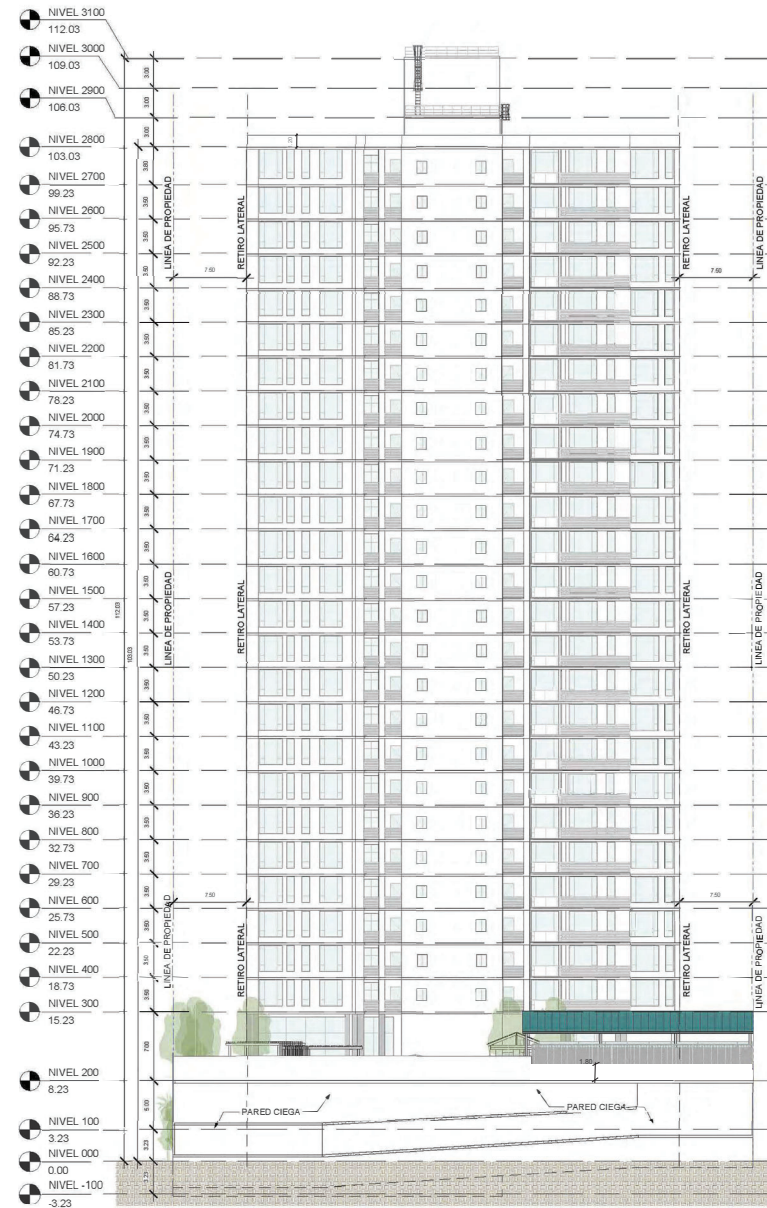 NIVEL 3100
112.03
NIVEL 3000
109.03
NIVEL 2900
106.03
NIVEL 2800
103.03
NIVEL 2700
99.23
NIVEL 2600
95.73
NIVEL 2500
92.23
NIVEL 2400
88.73
NIVEL 2300
85.23
NIVEL 2200
81.73
NIVEL 2100
78.23
NIVEL 2000
74.73
NIVEL 1900
71.23
NIVEL 1800
67.73
NIVEL 1700
64.23
NIVEL 1600
60.73
NIVEL 1500
57.23
NIVEL 1400
53.73
NIVEL 1300
50.23
NIVEL 1200
46.73
NIVEL 1100
43.23
NIVEL 1000
39.73
NIVEL 900
36.23
NIVEL 800
32.73
NIVEL 700
29.23
NIVEL 600
25.73
NIVEL 500
22.23
NIVEL 400
18.73
NIVEL 300
15.23
NIVEL 200
8.23
NIVEL 100
3.23
NIVEL 000
0.00
NIVEL -100
-3.23
112.03
103.03
3.00
3.00
3.00
7.00
5.00
3.23
LINEA DE PROPIEDAD
RETIRO LATERAL
RETIRO LATERAL
LINEA DE PROPIEDAD
7.50
7.50
LINEA DE PROPIEDAD
RETIRO LATERAL
RETIRO LATERAL
LINEA DE PROPIEDAD
7.50
7.50
LINEA DE PROPIEDAD
RETIRO LATERAL
RETIRO LATERAL
LINEA DE PROPIEDAD
1.80
PARED CIEGA
PARED CIEGA